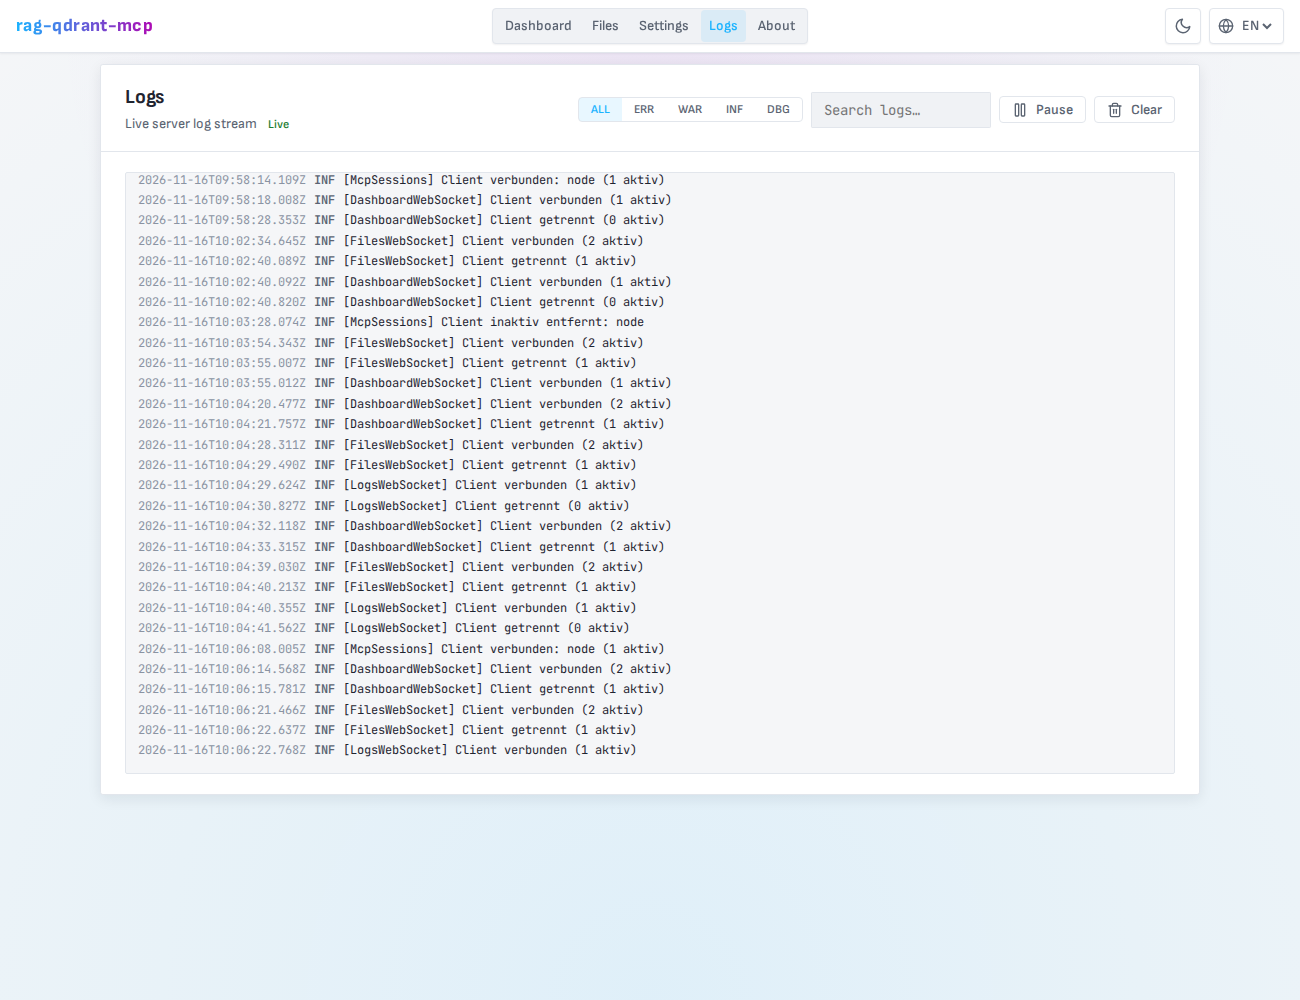 rag-qdrant-mcp
Dashboard Files Settings Logs About
EN
Logs
Live server log stream Live
ALL ERR WAR INF DBG
Search logs…
Pause
Clear
2026-11-16T09:58:14.109Z INF [McpSessions] Client verbunden: node (1 aktiv)
2026-11-16T09:58:18.008Z INF [DashboardWebSocket] Client verbunden (1 aktiv)
2026-11-16T09:58:28.353Z INF [DashboardWebSocket] Client getrennt (0 aktiv)
2026-11-16T10:02:34.645Z INF [FilesWebSocket] Client verbunden (2 aktiv)
2026-11-16T10:02:40.089Z INF [FilesWebSocket] Client getrennt (1 aktiv)
2026-11-16T10:02:40.092Z INF [DashboardWebSocket] Client verbunden (1 aktiv)
2026-11-16T10:02:40.820Z INF [DashboardWebSocket] Client getrennt (0 aktiv)
2026-11-16T10:03:28.074Z INF [McpSessions] Client inaktiv entfernt: node
2026-11-16T10:03:54.343Z INF [FilesWebSocket] Client verbunden (2 aktiv)
2026-11-16T10:03:55.007Z INF [FilesWebSocket] Client getrennt (1 aktiv)
2026-11-16T10:03:55.012Z INF [DashboardWebSocket] Client verbunden (1 aktiv)
2026-11-16T10:04:20.477Z INF [DashboardWebSocket] Client verbunden (2 aktiv)
2026-11-16T10:04:21.757Z INF [DashboardWebSocket] Client getrennt (1 aktiv)
2026-11-16T10:04:28.311Z INF [FilesWebSocket] Client verbunden (2 aktiv)
2026-11-16T10:04:29.490Z INF [FilesWebSocket] Client getrennt (1 aktiv)
2026-11-16T10:04:29.624Z INF [LogsWebSocket] Client verbunden (1 aktiv)
2026-11-16T10:04:30.827Z INF [LogsWebSocket] Client getrennt (0 aktiv)
2026-11-16T10:04:32.118Z INF [DashboardWebSocket] Client verbunden (2 aktiv)
2026-11-16T10:04:33.315Z INF [DashboardWebSocket] Client getrennt (1 aktiv)
2026-11-16T10:04:39.030Z INF [FilesWebSocket] Client verbunden (2 aktiv)
2026-11-16T10:04:40.213Z INF [FilesWebSocket] Client getrennt (1 aktiv)
2026-11-16T10:04:40.355Z INF [LogsWebSocket] Client verbunden (1 aktiv)
2026-11-16T10:04:41.562Z INF [LogsWebSocket] Client getrennt (0 aktiv)
2026-11-16T10:06:08.005Z INF [McpSessions] Client verbunden: node (1 aktiv)
2026-11-16T10:06:14.568Z INF [DashboardWebSocket] Client verbunden (2 aktiv)
2026-11-16T10:06:15.781Z INF [DashboardWebSocket] Client getrennt (1 aktiv)
2026-11-16T10:06:21.466Z INF [FilesWebSocket] Client verbunden (2 aktiv)
2026-11-16T10:06:22.637Z INF [FilesWebSocket] Client getrennt (1 aktiv)
2026-11-16T10:06:22.768Z INF [LogsWebSocket] Client verbunden (1 aktiv)